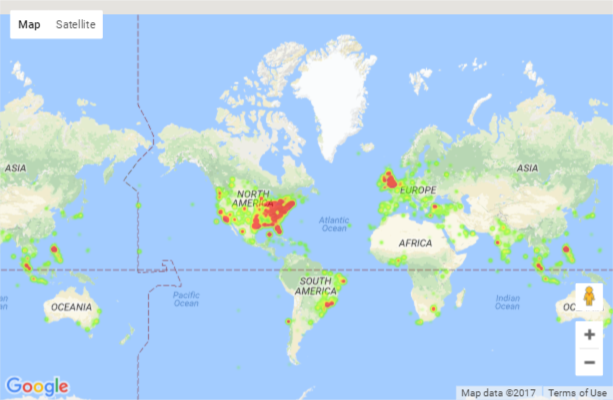 Map Satellite
ASIA
NORTH
AMERICA
EUROPE
ASIA
Atlantic
Ocean
AFRICA
SOUTH
AMERICA
OCEANIA
Pacific
Ocean
Indian
Ocean
OC
Google
Map data ©2017 Terms of Use